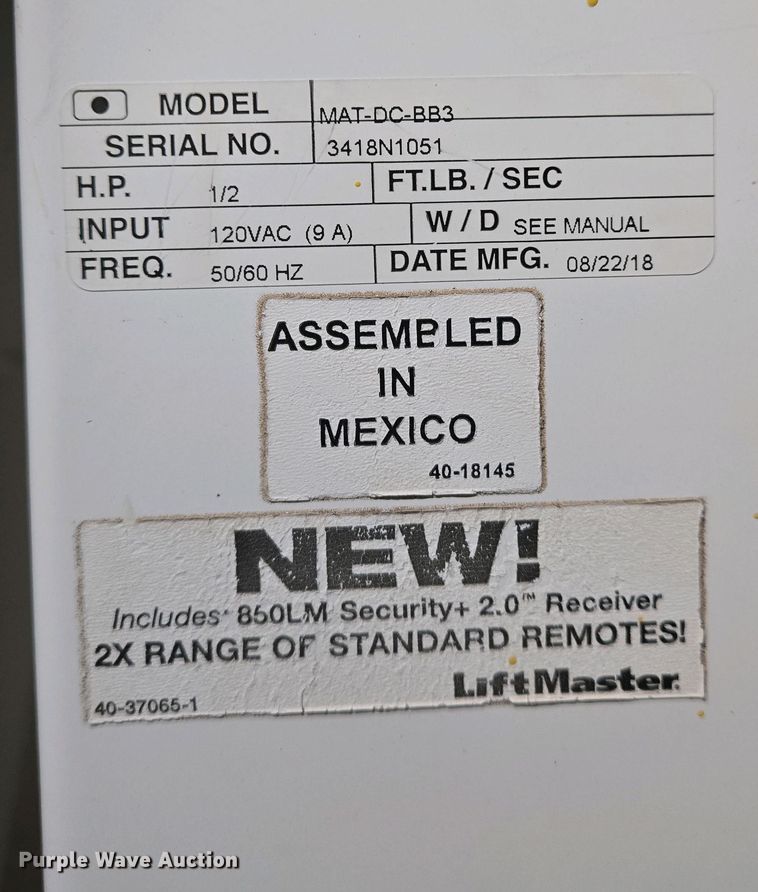 MODEL MAT-DC-BB3
SERIAL NO. 3418N1051
H.P. 1/2 FT.LB. / SEC
INPUT 120VAC (9 A) W / D SEE MANUAL
FREQ. 50/60 HZ DATE MFG. 08/22/18
ASSEMBLED
IN
MEXICO
40-18145
NEW!
Includes* 850LM Security+ 2.0™ Receiver
2X RANGE OF STANDARD REMOTES!
LiftMaster.
40-37065-1
Purple Wave Auction